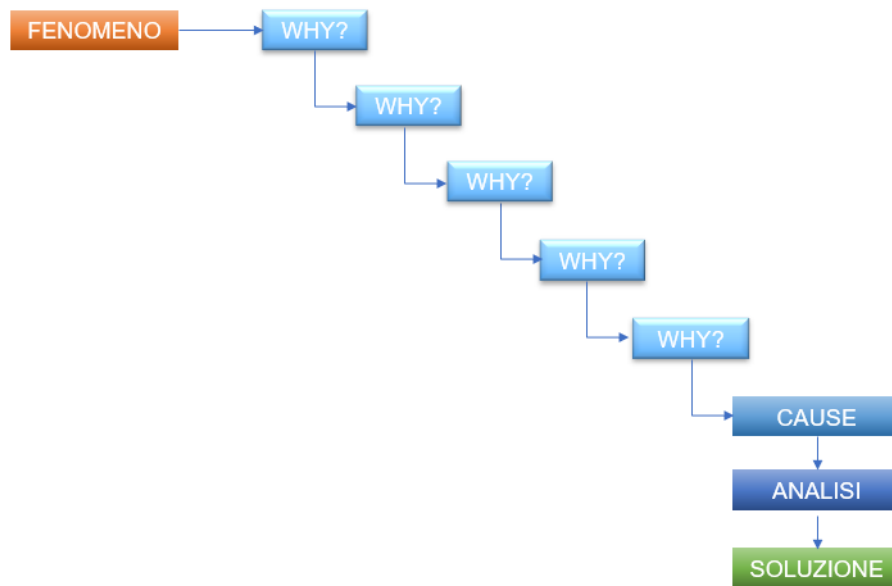 FENOMENO
WHY?
WHY?
WHY?
WHY?
WHY?
CAUSE
ANALISI
SOLUZIONE